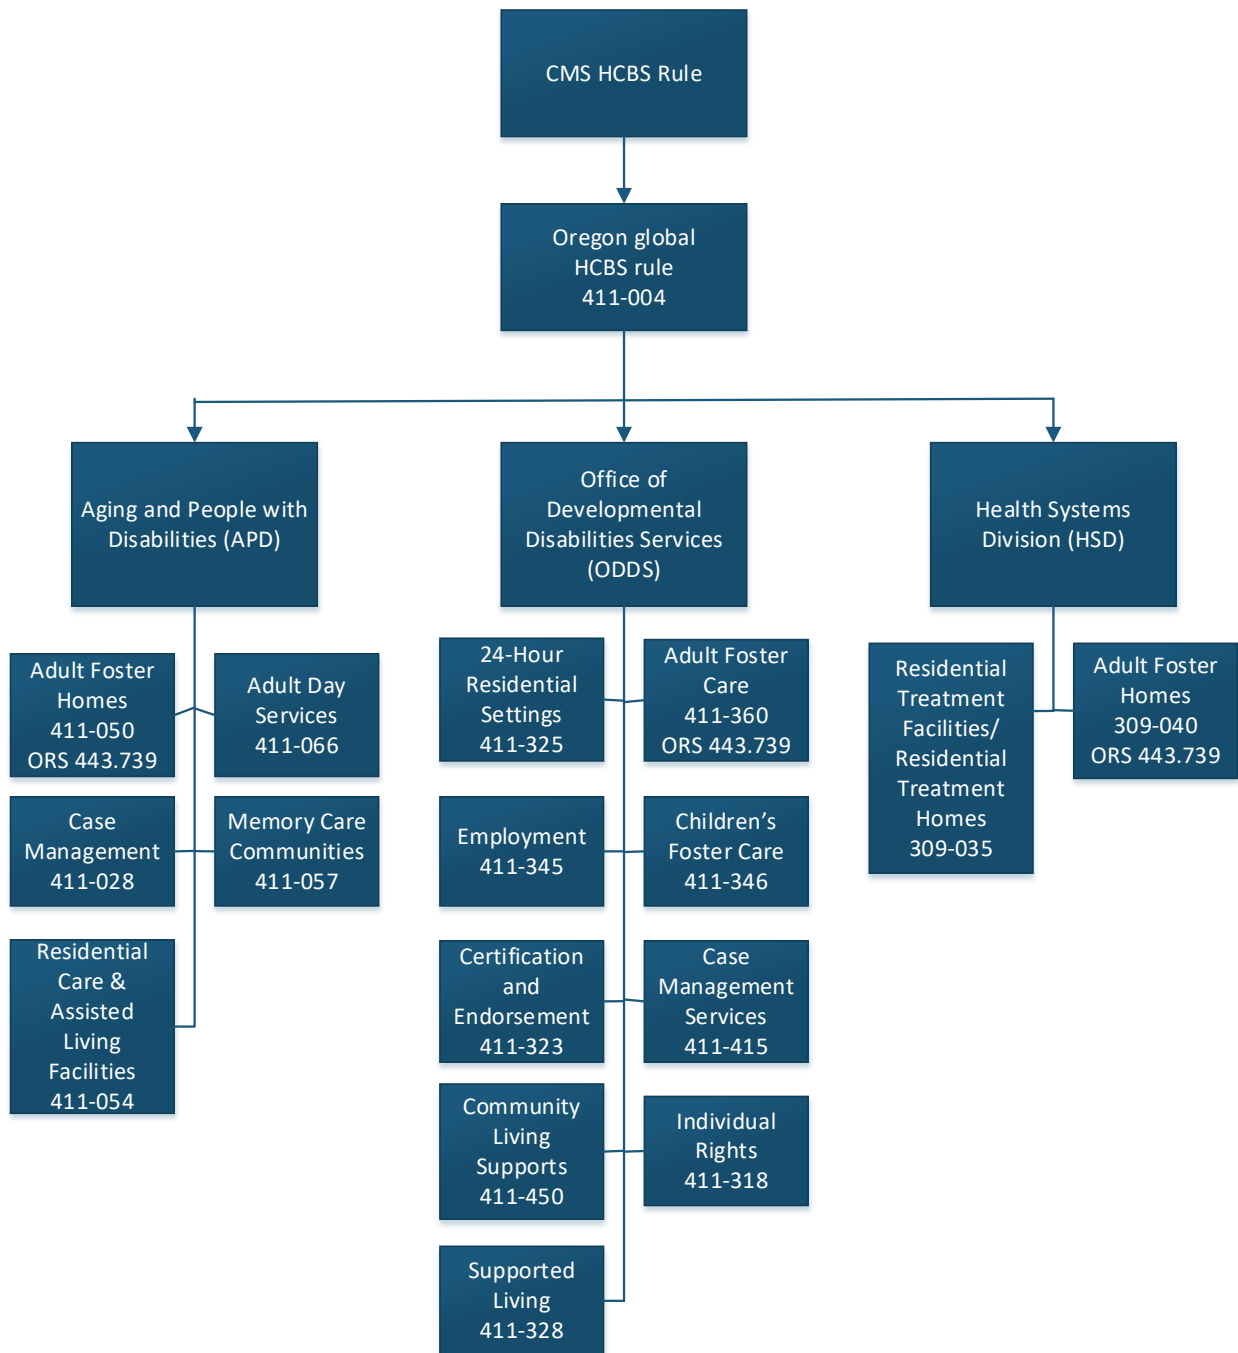 CMS HCBS Rule
Oregon global
HCBS rule
411-004
Aging and People with
Disabilities (APD)
Office of
Developmental
Disabilities Services
(ODDS)
Health Systems
Division (HSD)
Adult Foster
Homes
411-050
ORS 443.739
Adult Day
Services
411-066
Case
Management
411-028
Memory Care
Communities
411-057
Residential
Care &
Assisted
Living
Facilities
411-054
24-Hour
Residential
Settings
411-325
Adult Foster
Care
411-360
ORS 443.739
Employment
411-345
Children’s
Foster Care
411-346
Certification
and
Endorsement
411-323
Case
Management
Services
411-415
Community
Living
Supports
411-450
Individual
Rights
411-318
Supported
Living
411-328
Residential
Treatment
Facilities/
Residential
Treatment
Homes
309-035
Adult Foster
Homes
309-040
ORS 443.739